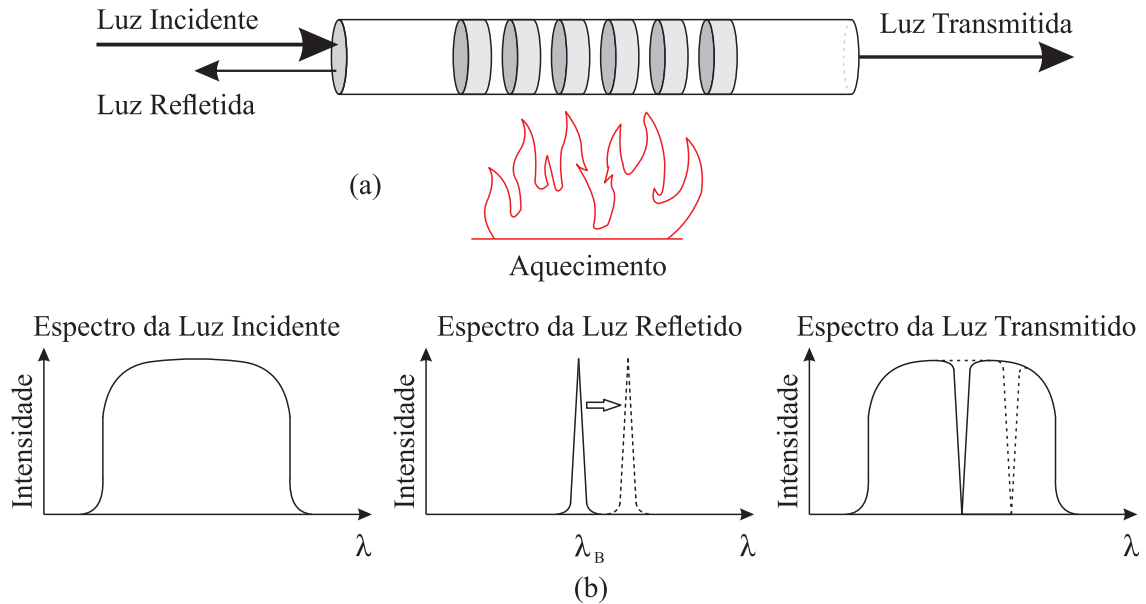 Luz Incidente
Luz Transmitida
Luz Refletida
(a)
Aquecimento
Espectro da Luz Incidente
Espectro da Luz Refletido
Espectro da Luz Transmitido
Intensidade
Intensidade
Intensidade
λ
λB
λ
λ
(b)